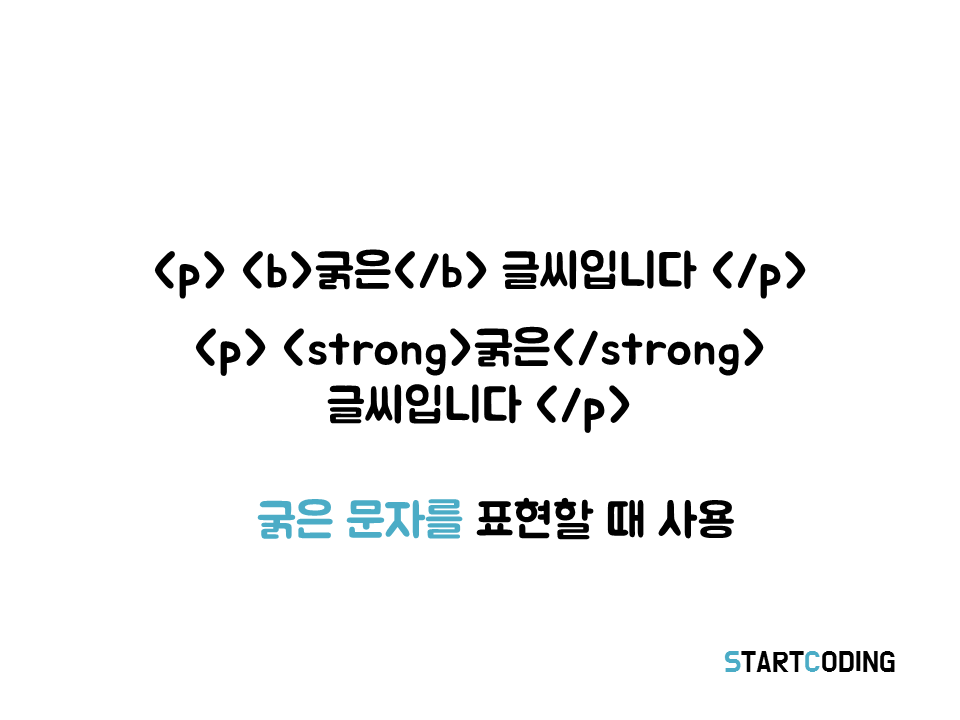 <p> <b>굵은</b> 글씨입니다 </p>
<p> <strong>굵은</strong>
글씨입니다 </p>
굵은 문자를 표현할 때 사용
STARTCODING